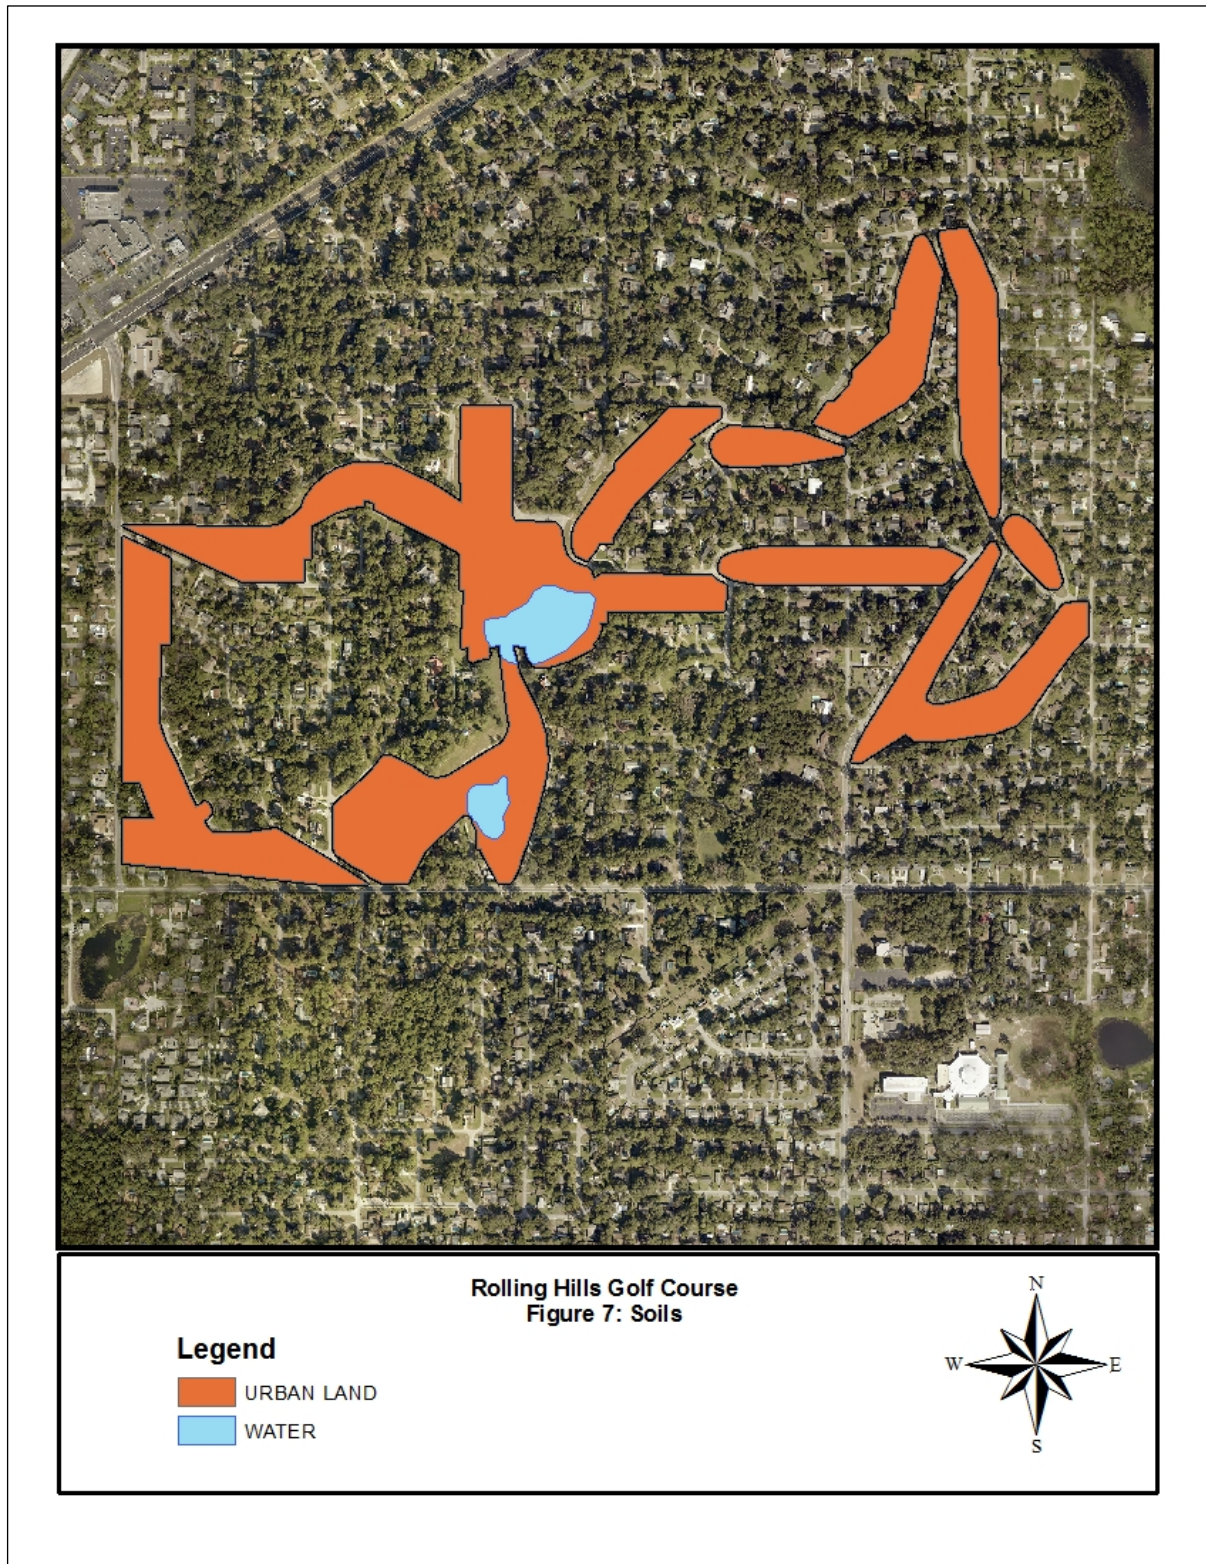 Rolling Hills Golf Course
Figure 7: Soils
Legend
URBAN LAND
WATER
N
W
E
S